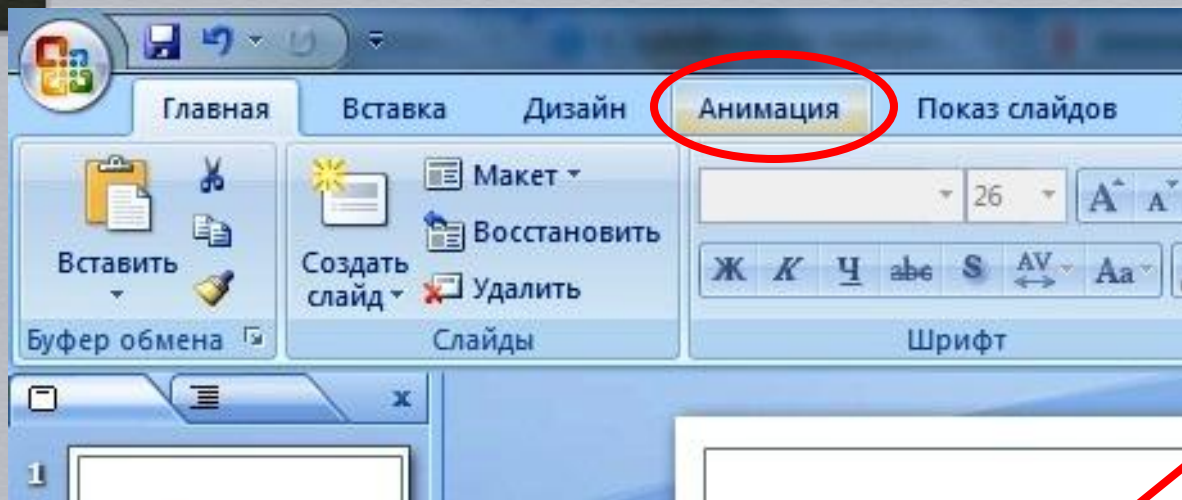 Главная Вставка Дизайн Анимация Показ слайдов
Вставить
Буфер обмена
Создать слайд
Макет
Восстановить
Удалить
Слайды
26
A A
Ж К Ч abc S AV Aa
Шрифт
1